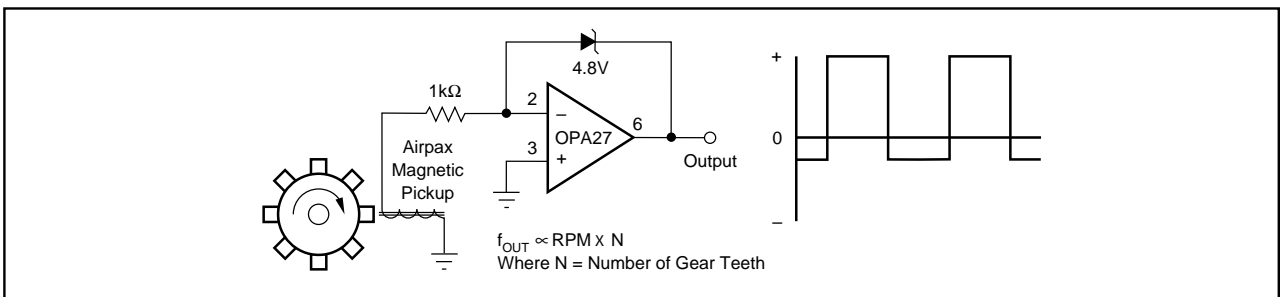 4.8V
1kΩ
2
–
OPA27
6
3
+
Output
Airpax
Magnetic
Pickup
f_OUT ∝ RPM X N
Where N = Number of Gear Teeth
+
0
–